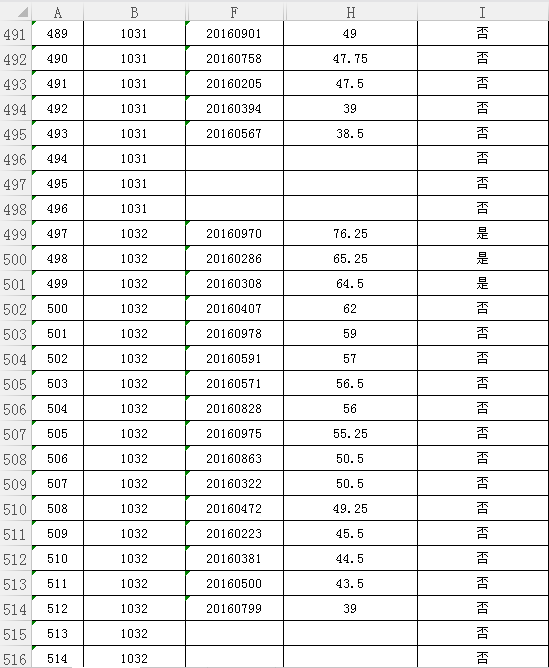 A B F H I
491 489 1031 20160901 49 否
492 490 1031 20160758 47.75 否
493 491 1031 20160205 47.5 否
494 492 1031 20160394 39 否
495 493 1031 20160567 38.5 否
496 494 1031 否
497 495 1031 否
498 496 1031 否
499 497 1032 20160970 76.25 是
500 498 1032 20160286 65.25 是
501 499 1032 20160308 64.5 是
502 500 1032 20160407 62 否
503 501 1032 20160978 59 否
504 502 1032 20160591 57 否
505 503 1032 20160571 56.5 否
506 504 1032 20160828 56 否
507 505 1032 20160975 55.25 否
508 506 1032 20160863 50.5 否
509 507 1032 20160322 50.5 否
510 508 1032 20160472 49.25 否
511 509 1032 20160223 45.5 否
512 510 1032 20160381 44.5 否
513 511 1032 20160500 43.5 否
514 512 1032 20160799 39 否
515 513 1032 否
516 514 1032 否